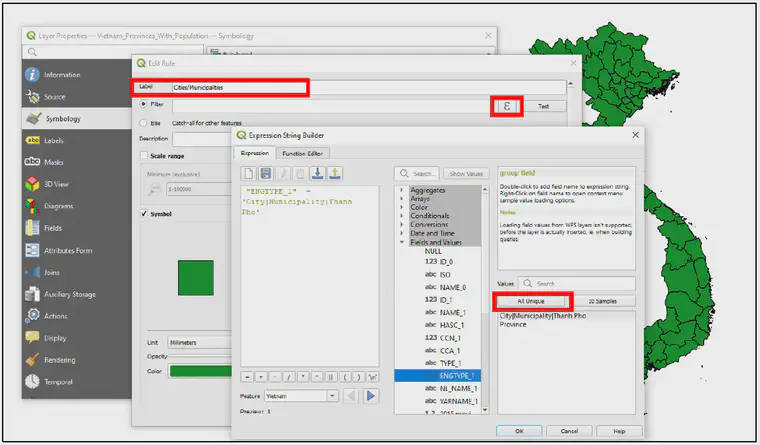 Layer Properties — Vietnam_Provinces_With_Population — Symbology
Information
Source
Symbology
Labels
Masks
3D View
Diagrams
Fields
Attributes Form
Joins
Auxiliary Storage
Actions
Display
Rendering
Temporal
Edit Rule
Label Cities/Municipalities
Filter
ε
Test
Else Catch-all for other features
Description
Scale range
Minimum (exclusive)
Symbol
Unit Millimeters
Opacity
Color
Expression String Builder
Expression
Function Editor
"ENGTYPE_1" =
'City|Municipality|Thanh
Pho'
= + - / * ^ || ( ) '\n'
Feature Vietnam
Preview: 1
Search...
Show Values
Aggregates
Arrays
Color
Conditionals
Conversions
Date and Time
Fields and Values
NULL
123 ID_0
abc ISO
abc NAME_0
123 ID_1
abc NAME_1
abc HASC_1
123 CCN_1
abc CCA_1
abc TYPE_1
abc ENGTYPE_1
abc NL_NAME_1
abc VARNAME_1
group field
Double-click to add field name to expression string.
Right-Click on field name to open context menu
sample value loading options.
Notes
Loading field values from WFS layers isn't supported,
before the layer is actually inserted, ie. when building
queries.
Values
Search
All Unique
10 Samples
City|Municipality|Thanh Pho
Province
OK
Cancel
Help